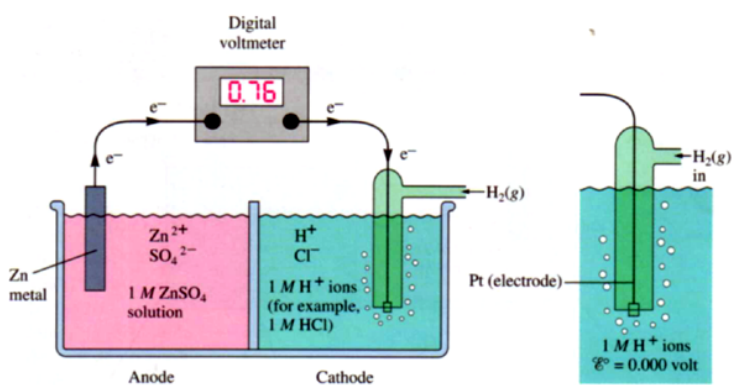 Digital
voltmeter
0.76
e⁻
e⁻
e⁻
e⁻
H₂(g)
Zn²⁺
SO₄²⁻
1 M ZnSO₄
solution
H⁺
Cl⁻
1 M H⁺ ions
(for example,
1 M HCl)
Zn
metal
Anode
Cathode
H₂(g)
in
Pt (electrode)
1 M H⁺ ions
ℰ° = 0.000 volt